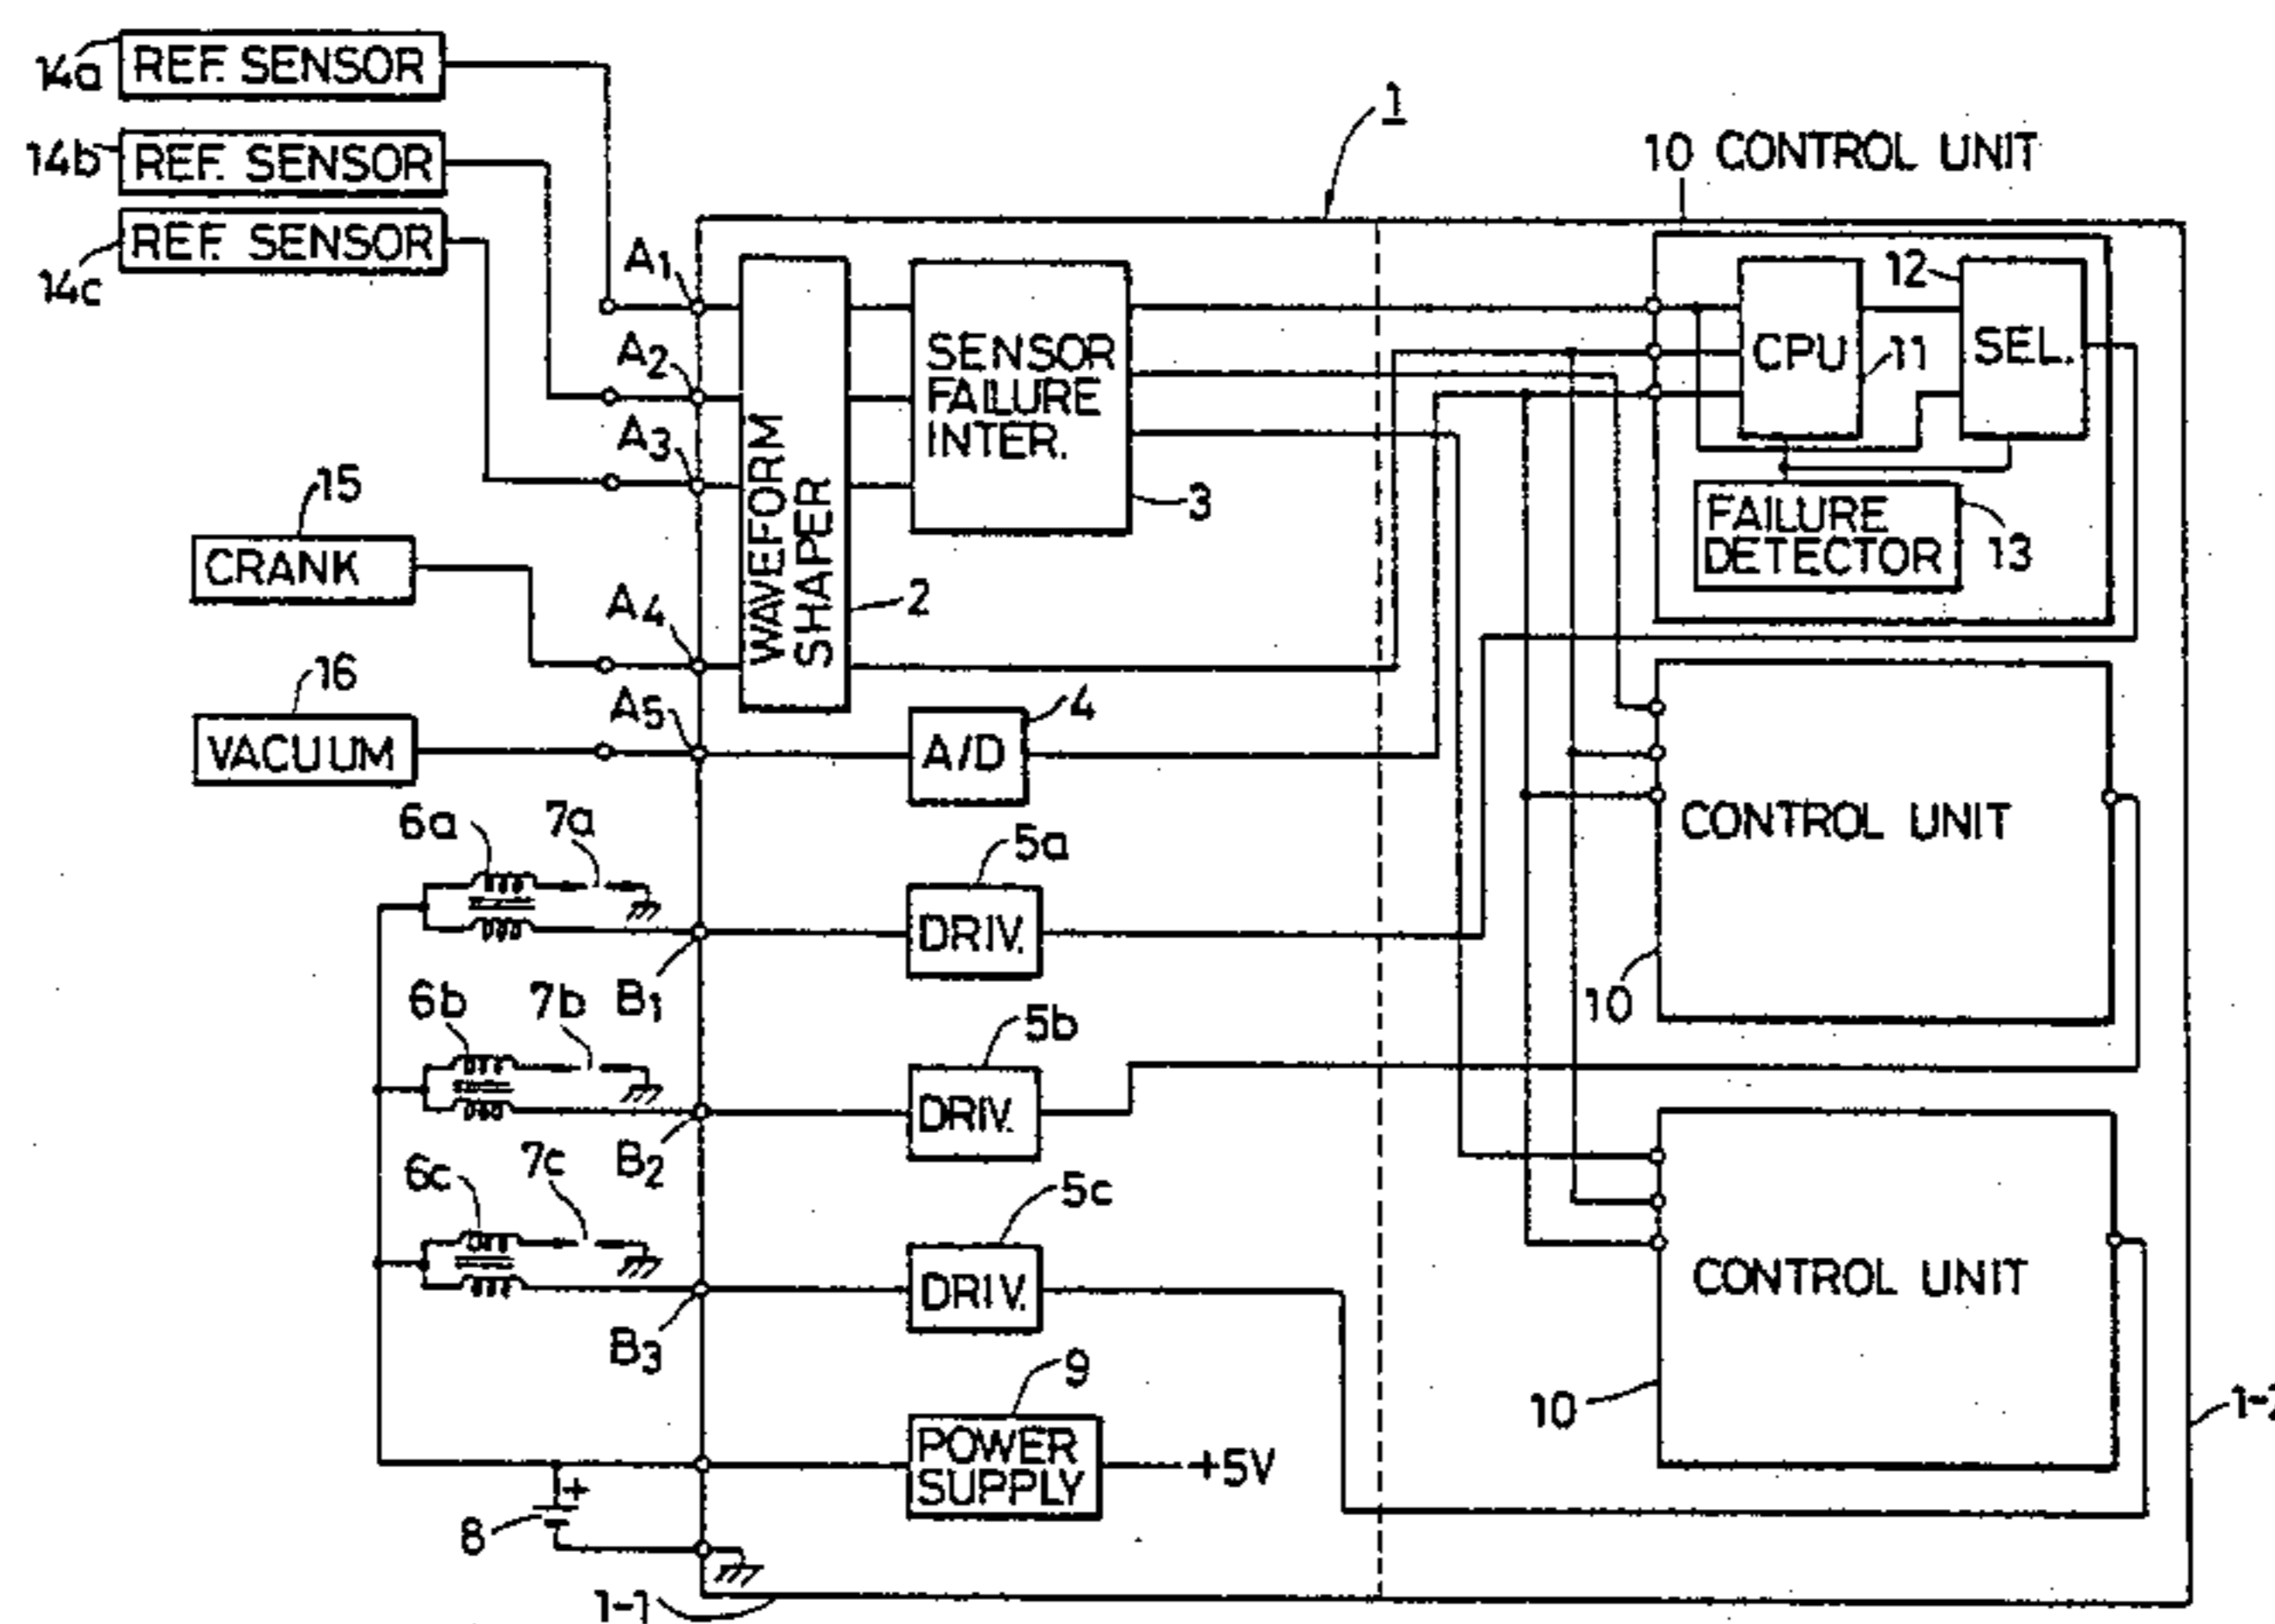 14a REF. SENSOR
14b REF. SENSOR
14c REF. SENSOR
1
10 CONTROL UNIT
A1
A2
A3
15
CRANK
A4
16
VACUUM
A5
WAVEFORM
SHAPER
2
SENSOR
FAILURE
INTER.
3
CPU
11
12
SEL.
FAILURE
DETECTOR
13
A/D
4
6a
7a
B1
5a
DRIV.
CONTROL UNIT
10
6b
7b
B2
5b
DRIV.
6c
7c
B3
5c
DRIV.
CONTROL UNIT
10
9
POWER
SUPPLY
+5V
+
8
1-1
1-2